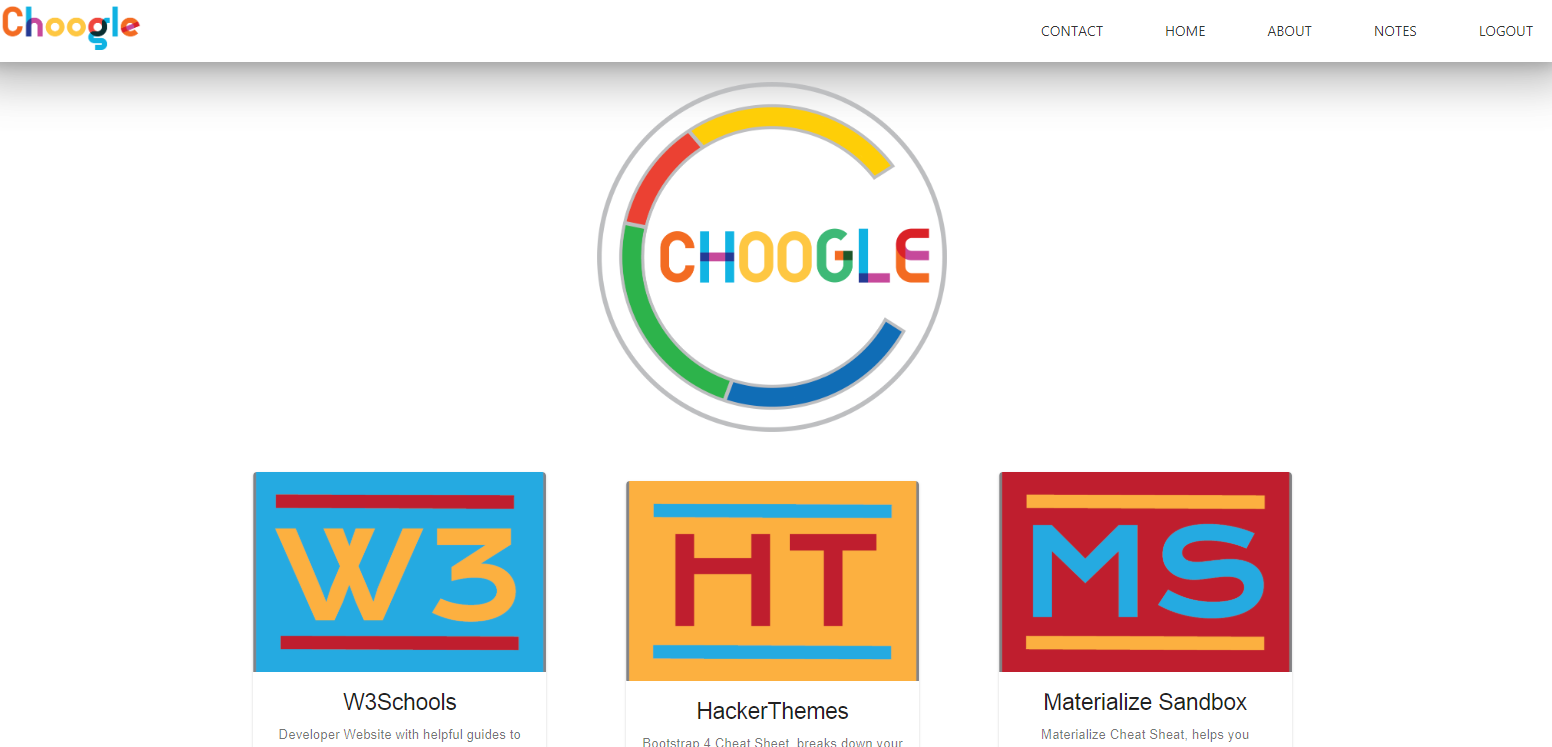 Choogle
CONTACT HOME ABOUT NOTES LOGOUT
CHOOGLE
W3
HT
MS
W3Schools
HackerThemes
Materialize Sandbox
Developer Website with helpful guides to
Bootstrap 4 Cheat Sheet, breaks down your
Materialize Cheat Sheat, helps you